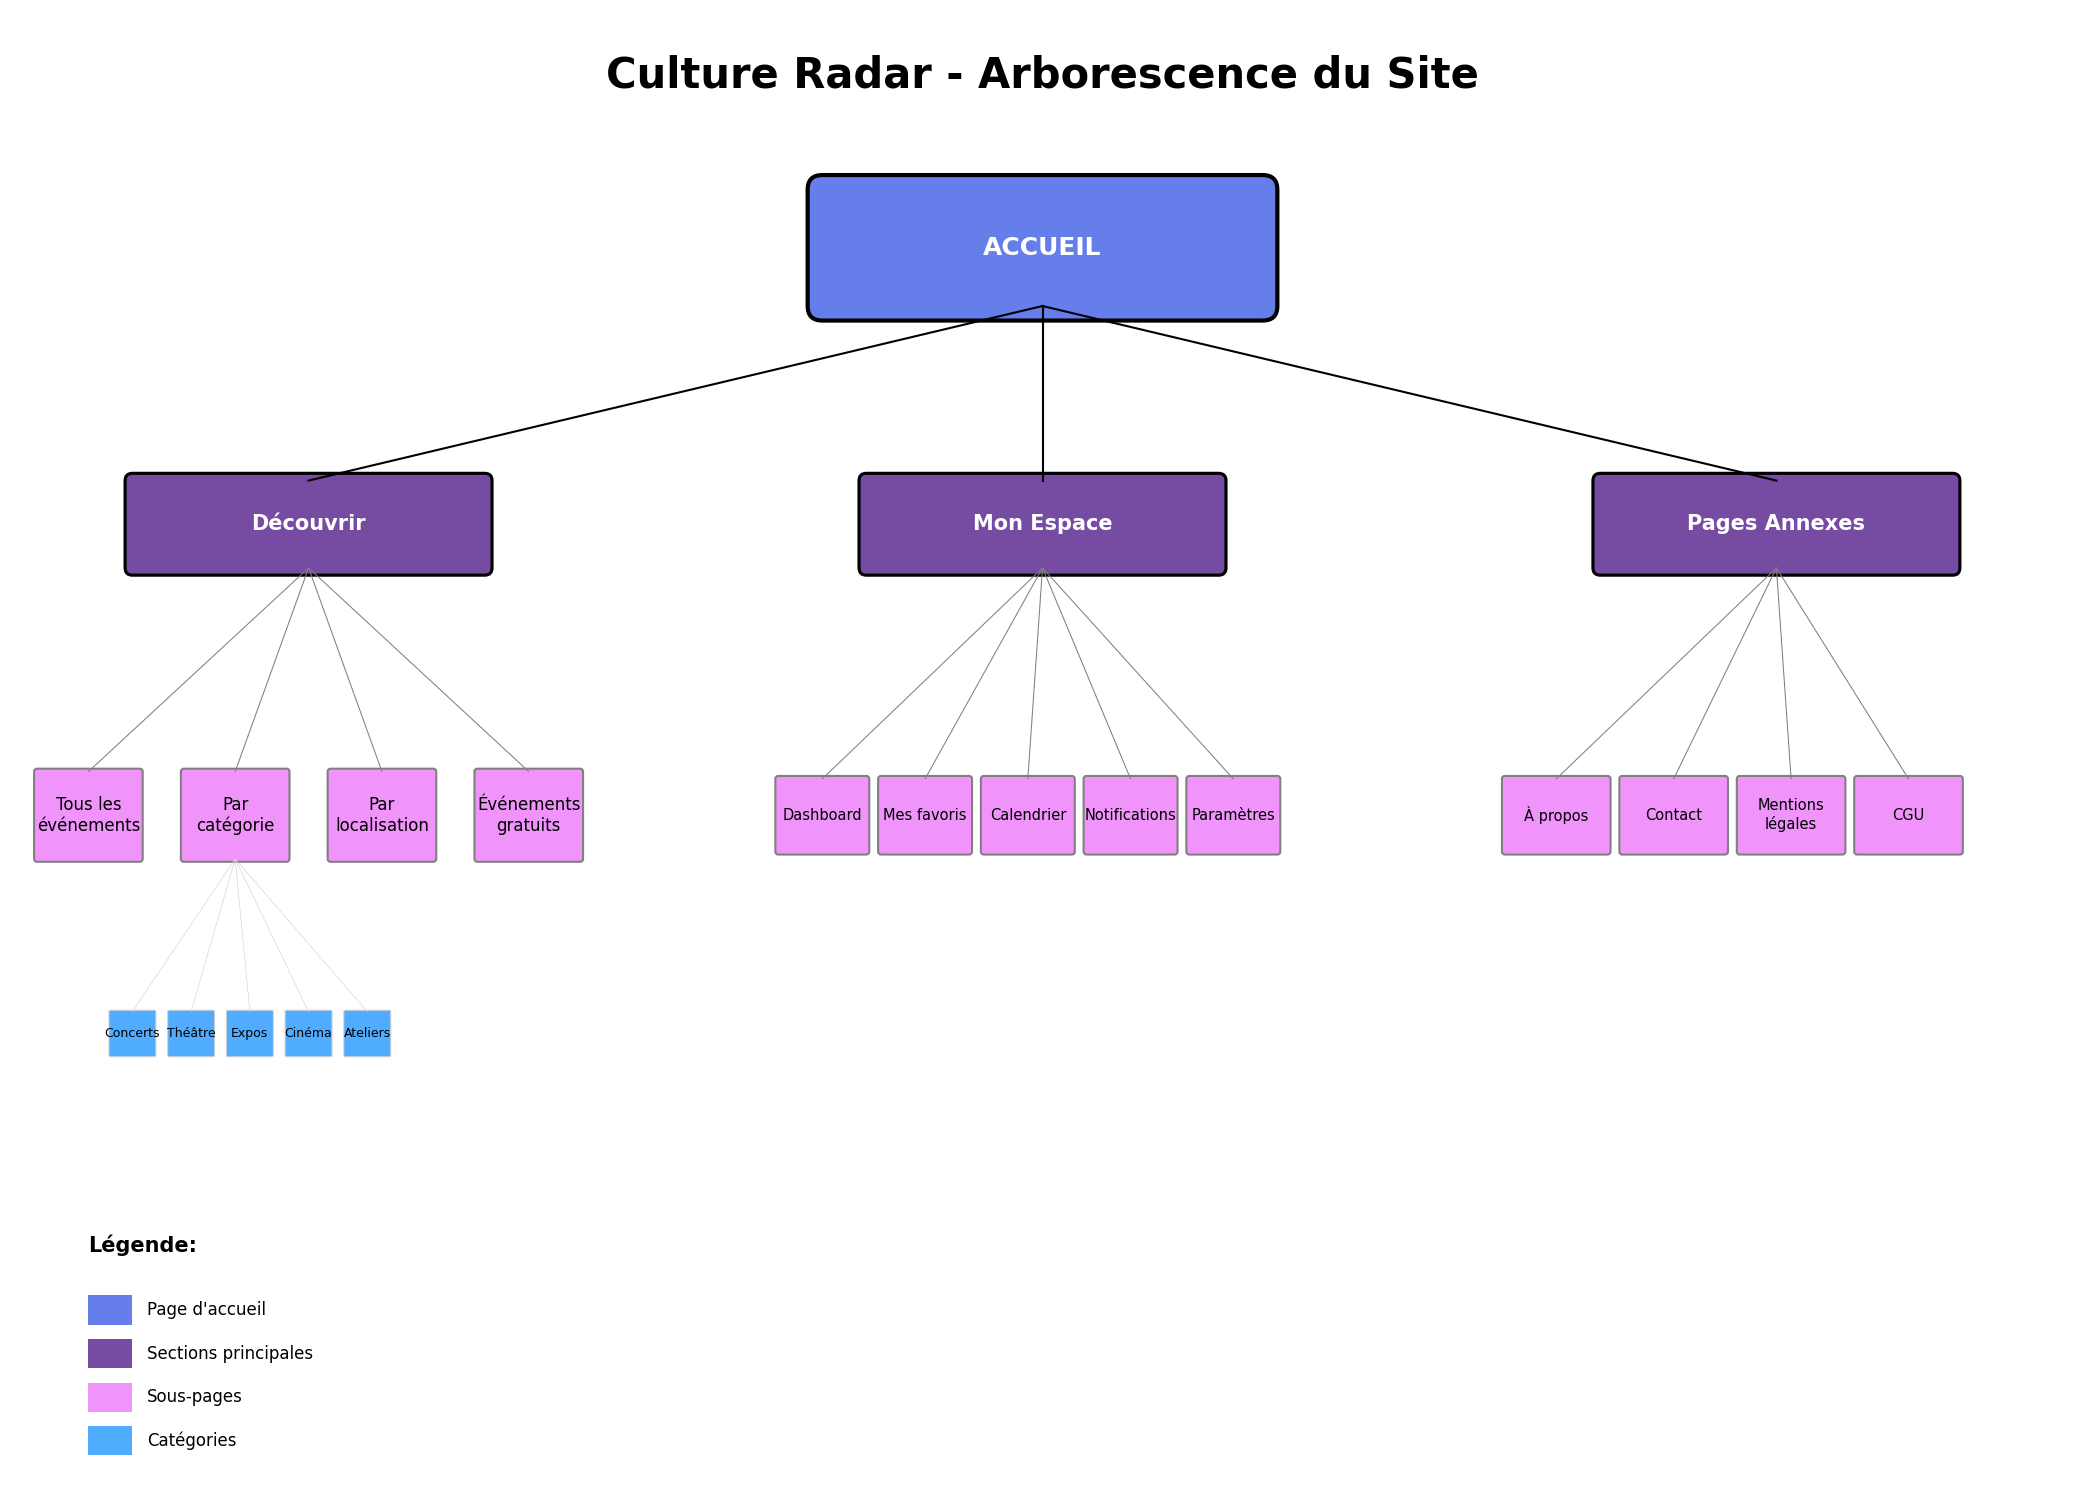 Culture Radar - Arborescence du Site
ACCUEIL
Découvrir
Mon Espace
Pages Annexes
Tous les
événements
Par
catégorie
Par
localisation
Événements
gratuits
Dashboard
Mes favoris
Calendrier
Notifications
Paramètres
À propos
Contact
Mentions
légales
CGU
Concerts
Théâtre
Expos
Cinéma
Ateliers
Légende:
Page d'accueil
Sections principales
Sous-pages
Catégories